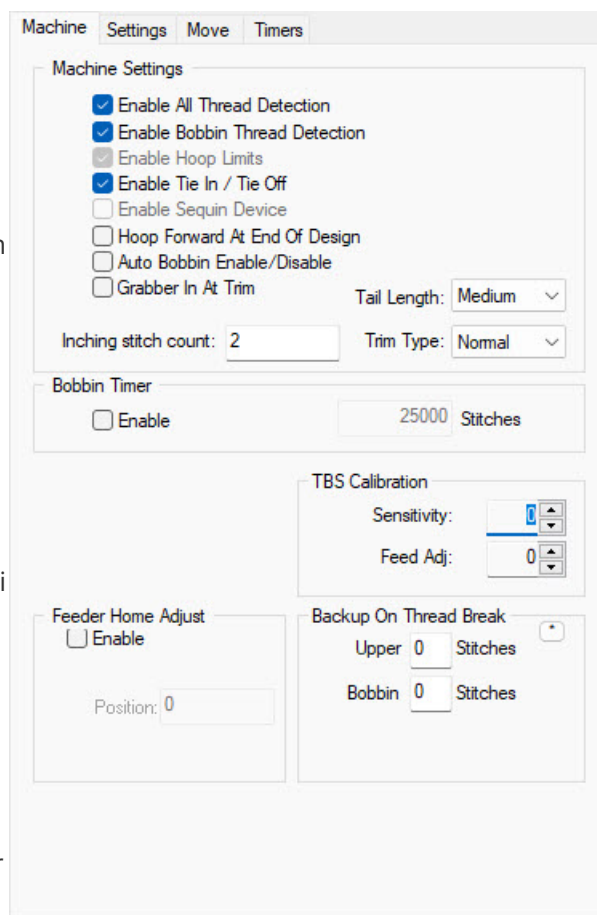 Machine Settings Move Timers
Machine Settings
Enable All Thread Detection
Enable Bobbin Thread Detection
Enable Hoop Limits
Enable Tie In / Tie Off
Enable Sequin Device
Hoop Forward At End Of Design
Auto Bobbin Enable/Disable
Grabber In At Trim
Tail Length: Medium
Inching stitch count: 2 Trim Type: Normal
Bobbin Timer
Enable 25000 Stitches
TBS Calibration
Sensitivity: 0
Feed Adj: 0
Feeder Home Adjust
Enable
Position: 0
Backup On Thread Break
*
Upper 0 Stitches
Bobbin 0 Stitches